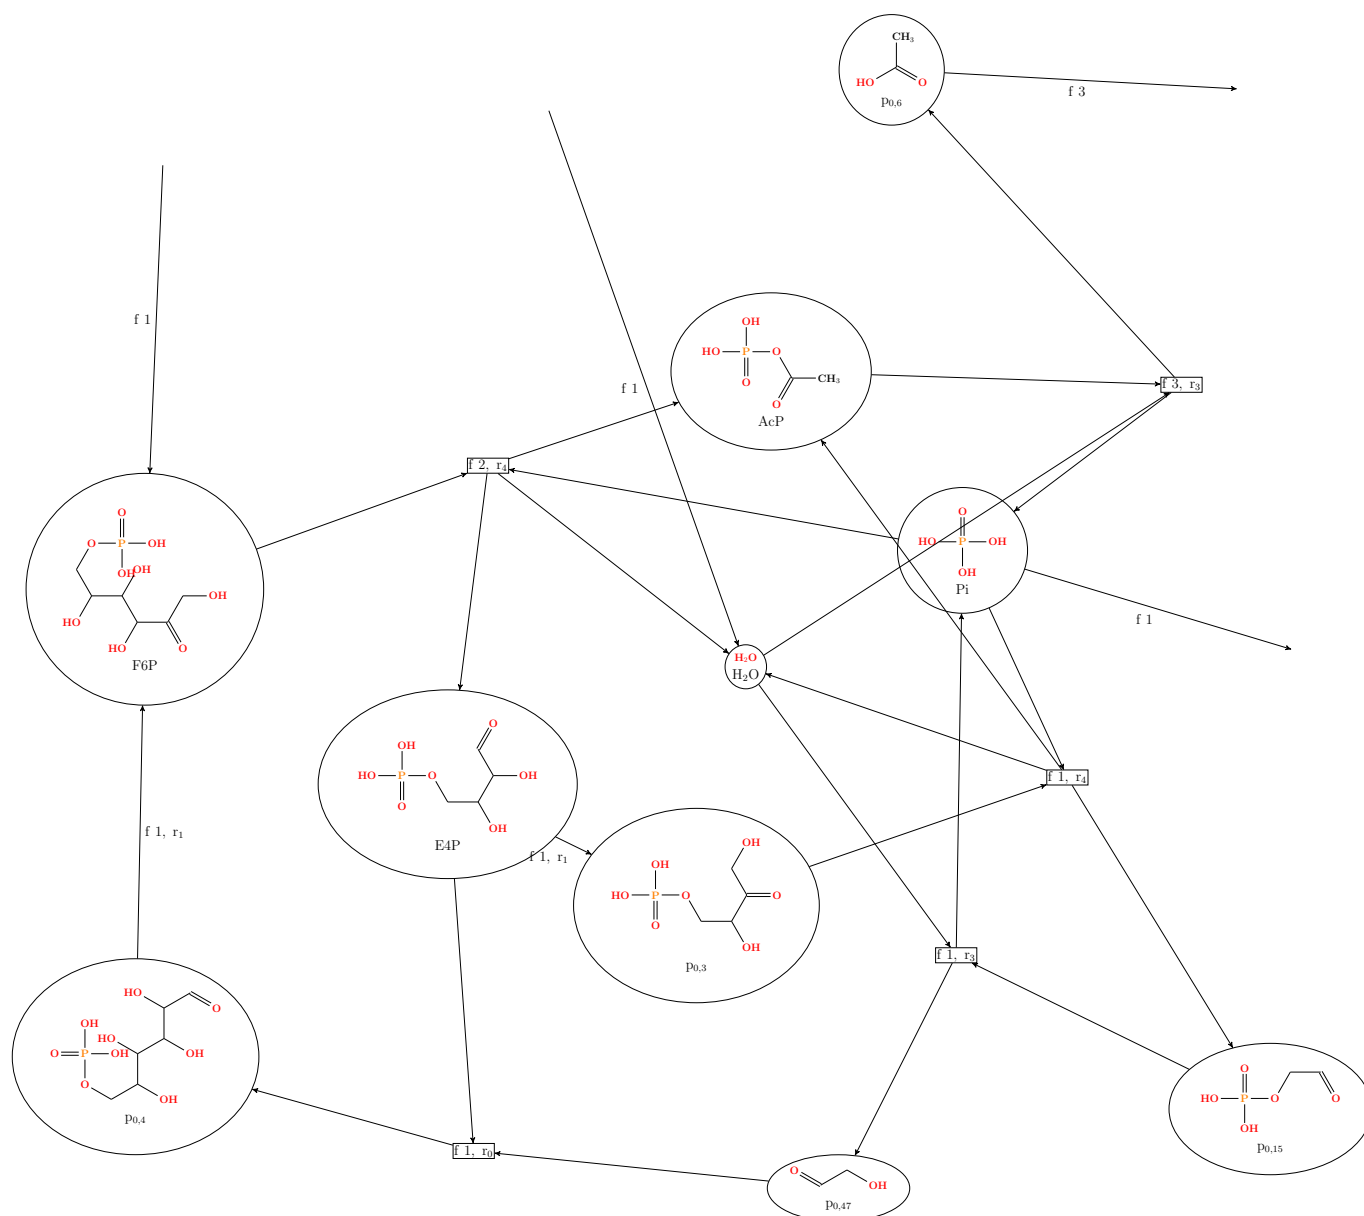 CH₃
HO
O
p₀,₆
f 3
f 1
OH
HO
P
O
O
CH₃
O
AcP
f 1
f 3, r₃
f 2, r₄
O
O
P
OH
OH
OH
HO
OH
HO
O
F6P
O
HO
P
OH
OH
Pi
f 1
H₂O
H₂O
O
OH
HO
P
O
OH
O
OH
E4P
f 1, r₄
f 1, r₁
f 1, r₁
OH
OH
HO
P
O
O
O
OH
p₀,₃
f 1, r₃
HO
O
OH
HO
O
P
OH
OH
O
OH
p₀,₄
O
HO
P
O
O
OH
p₀,₁₅
f 1, r₀
O
OH
p₀,₄₇